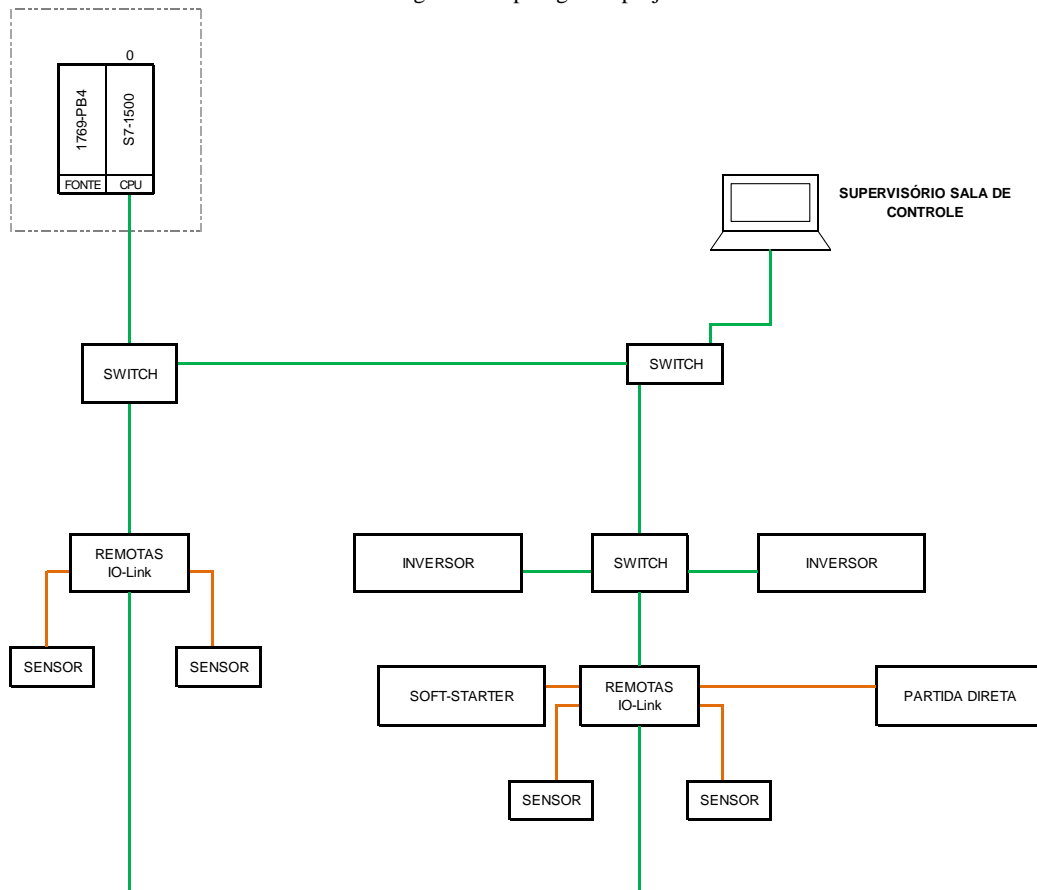 0
1769-PB4
S7-1500
FONTE
CPU
SUPERVISÓRIO SALA DE
CONTROLE
SWITCH
SWITCH
REMOTAS
IO-Link
INVERSOR
SWITCH
INVERSOR
SENSOR
SENSOR
SOFT-STARTER
REMOTAS
IO-Link
PARTIDA DIRETA
SENSOR
SENSOR